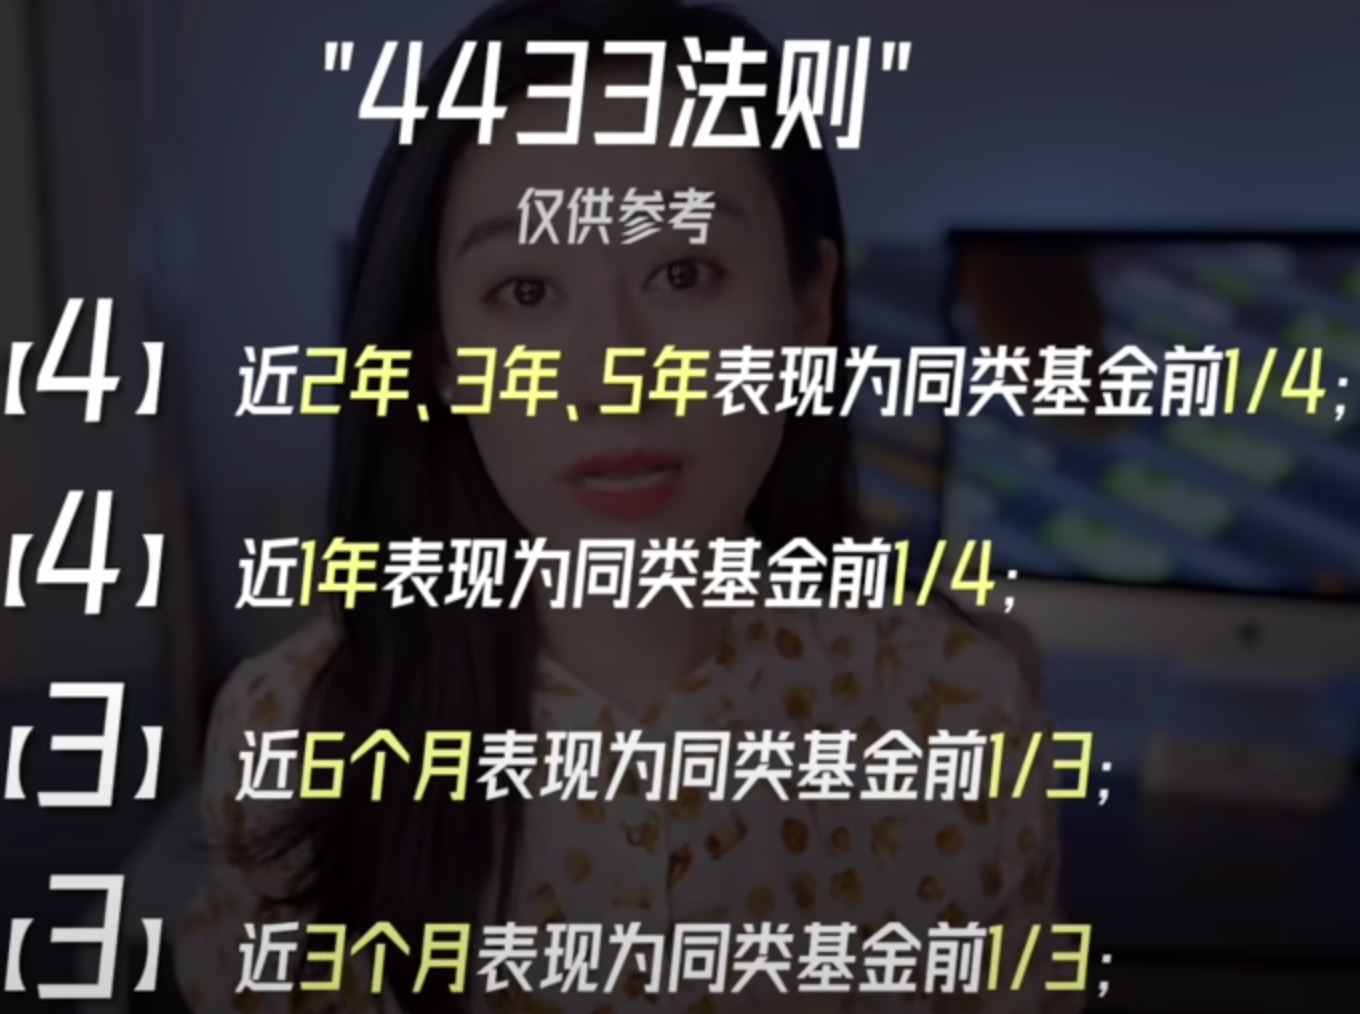 "4433法则"
仅供参考
【4】 近2年、3年、5年表现为同类基金前1/4;
【4】 近1年表现为同类基金前1/4;
【3】 近6个月表现为同类基金前1/3;
【3】 近3个月表现为同类基金前1/3;